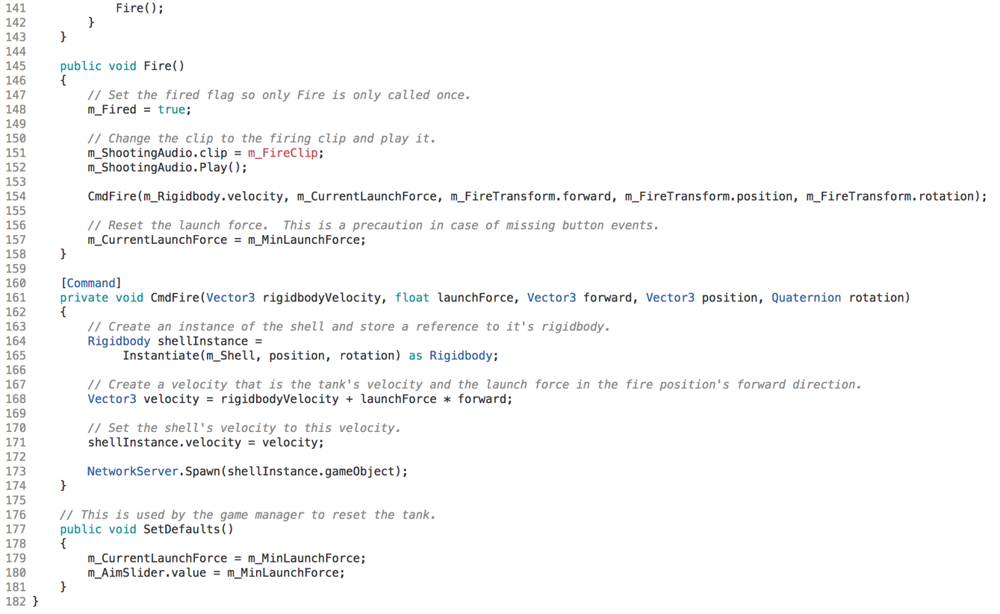 141             Fire();
142         }
143     }
144
145     public void Fire()
146     {
147         // Set the fired flag so only Fire is only called once.
148         m_Fired = true;
149
150         // Change the clip to the firing clip and play it.
151         m_ShootingAudio.clip = m_FireClip;
152         m_ShootingAudio.Play();
153
154         CmdFire(m_Rigidbody.velocity, m_CurrentLaunchForce, m_FireTransform.forward, m_FireTransform.position, m_FireTransform.rotation);
155
156         // Reset the launch force.  This is a precaution in case of missing button events.
157         m_CurrentLaunchForce = m_MinLaunchForce;
158     }
159
160     [Command]
161     private void CmdFire(Vector3 rigidbodyVelocity, float launchForce, Vector3 forward, Vector3 position, Quaternion rotation)
162     {
163         // Create an instance of the shell and store a reference to it's rigidbody.
164         Rigidbody shellInstance =
165              Instantiate(m_Shell, position, rotation) as Rigidbody;
166
167         // Create a velocity that is the tank's velocity and the launch force in the fire position's forward direction.
168         Vector3 velocity = rigidbodyVelocity + launchForce * forward;
169
170         // Set the shell's velocity to this velocity.
171         shellInstance.velocity = velocity;
172
173         NetworkServer.Spawn(shellInstance.gameObject);
174     }
175
176     // This is used by the game manager to reset the tank.
177     public void SetDefaults()
178     {
179         m_CurrentLaunchForce = m_MinLaunchForce;
180         m_AimSlider.value = m_MinLaunchForce;
181     }
182 }